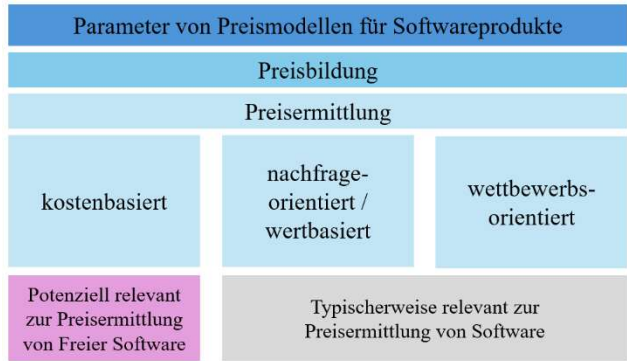 Parameter von Preismodellen für Softwareprodukte
Preisbildung
Preisermittlung
kostenbasiert
nachfrage-
orientiert /
wertbasiert
wettbewerbs-
orientiert
Potenziell relevant
zur Preisermittlung
von Freier Software
Typischerweise relevant zur
Preisermittlung von Software